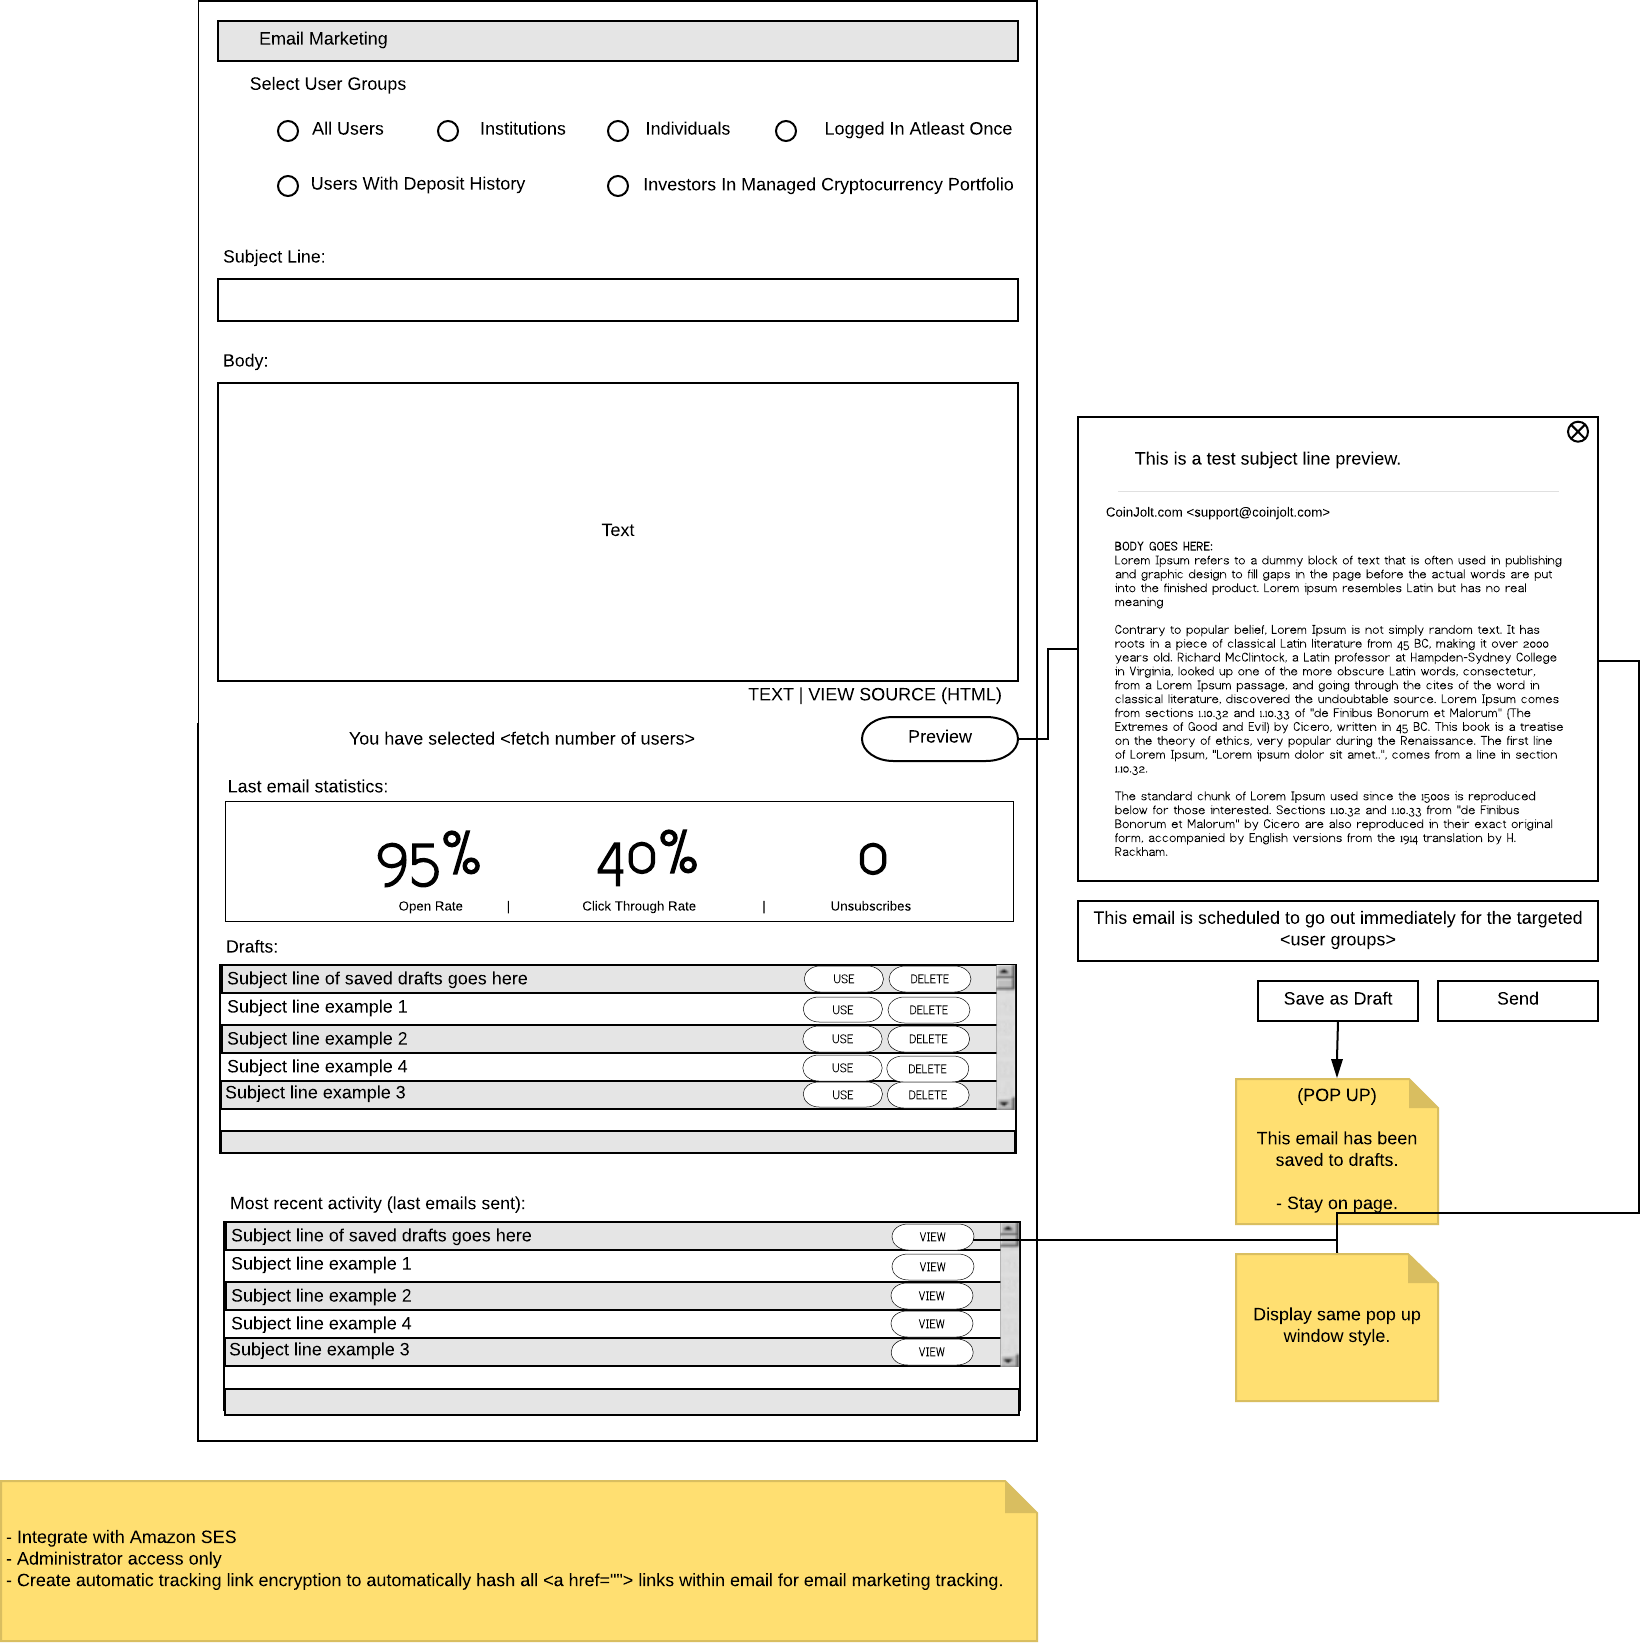 Email Marketing
Select User Groups
All Users
Institutions
Individuals
Logged In Atleast Once
Users With Deposit History
Investors In Managed Cryptocurrency Portfolio
Subject Line:
Body:
Text
TEXT | VIEW SOURCE (HTML)
You have selected <fetch number of users>
Preview
Last email statistics:
95%
40%
0
Open Rate
|
Click Through Rate
|
Unsubscribes
Drafts:
Subject line of saved drafts goes here
USE
DELETE
Subject line example 1
USE
DELETE
Subject line example 2
USE
DELETE
Subject line example 4
USE
DELETE
Subject line example 3
USE
DELETE
Most recent activity (last emails sent):
Subject line of saved drafts goes here
VIEW
Subject line example 1
VIEW
Subject line example 2
VIEW
Subject line example 4
VIEW
Subject line example 3
VIEW
This is a test subject line preview.
CoinJolt.com <support@coinjolt.com>
BODY GOES HERE:
Lorem Ipsum refers to a dummy block of text that is often used in publishing
and graphic design to fill gaps in the page before the actual words are put
into the finished product. Lorem ipsum resembles Latin but has no real
meaning
Contrary to popular belief, Lorem Ipsum is not simply random text. It has
roots in a piece of classical Latin literature from 45 BC, making it over 2000
years old. Richard McClintock, a Latin professor at Hampden-Sydney College
in Virginia, looked up one of the more obscure Latin words, consectetur,
from a Lorem Ipsum passage, and going through the cites of the word in
classical literature, discovered the undoubtable source. Lorem Ipsum comes
from sections 1.10.32 and 1.10.33 of "de Finibus Bonorum et Malorum" (The
Extremes of Good and Evil) by Cicero, written in 45 BC. This book is a treatise
on the theory of ethics, very popular during the Renaissance. The first line
of Lorem Ipsum, "Lorem ipsum dolor sit amet..", comes from a line in section
1.10.32.
The standard chunk of Lorem Ipsum used since the 1500s is reproduced
below for those interested. Sections 1.10.32 and 1.10.33 from "de Finibus
Bonorum et Malorum" by Cicero are also reproduced in their exact original
form, accompanied by English versions from the 1914 translation by H.
Rackham.
This email is scheduled to go out immediately for the targeted
<user groups>
Save as Draft
Send
(POP UP)
This email has been
saved to drafts.
- Stay on page.
Display same pop up
window style.
- Integrate with Amazon SES
- Administrator access only
- Create automatic tracking link encryption to automatically hash all <a href=""> links within email for email marketing tracking.